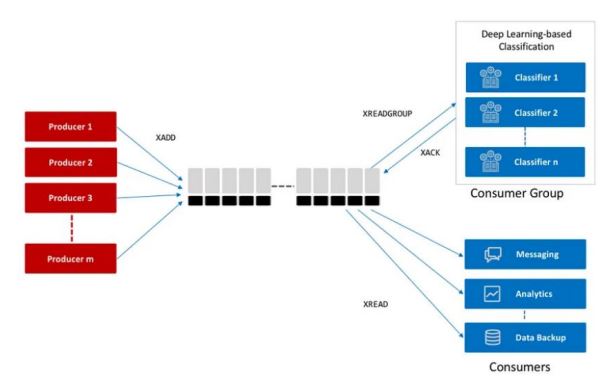 Deep Learning-based
Classification
Classifier 1
Classifier 2
Classifier n
Consumer Group
XREADGROUP
XACK
Producer 1
Producer 2
Producer 3
Producer m
XADD
XREAD
Messaging
Analytics
Data Backup
Consumers